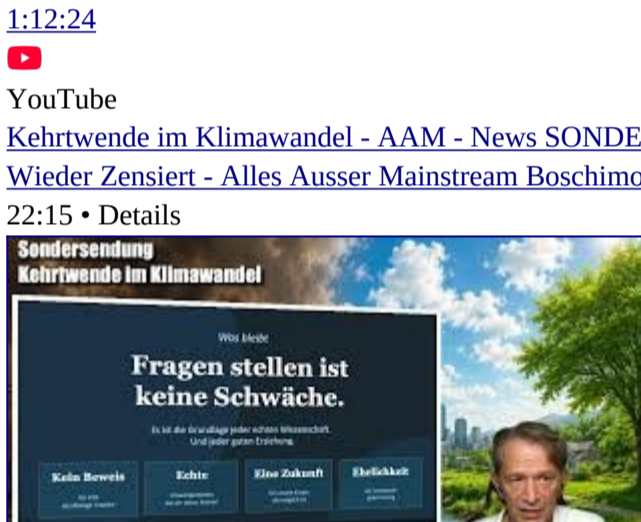 1:12:24
YouTube
Kehrtwende im Klimawandel - AAM - News SONDE
Wieder Zensiert - Alles Ausser Mainstream Boschimo
22:15 • Details
Sondersendung
Kehrtwende im Klimawandel
Was bleibt
Fragen stellen ist
keine Schwäche.
Es ist die Grundlage jeder echten Wissenschaft.
Und jeder guten Erziehung.
Kein Beweis
Echte
Eine Zukunft
Ehrlichkeit